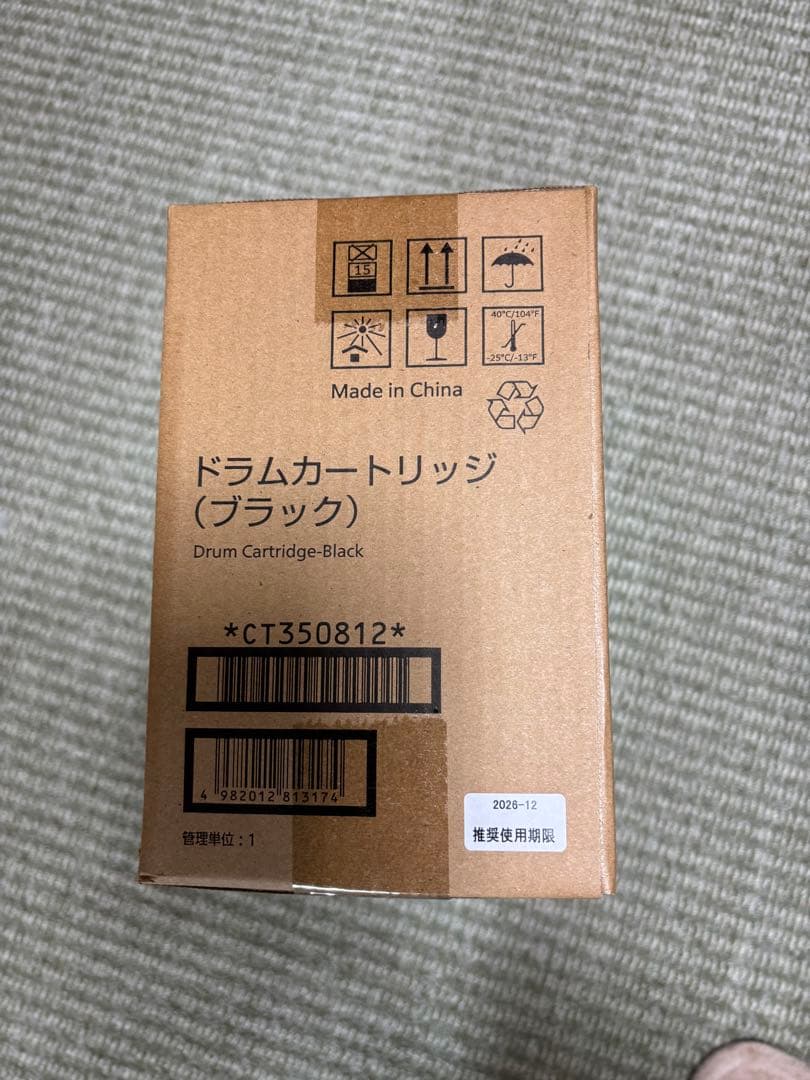 15
40°C/104°F
-25°C/-13°F
Made in China
ドラムカートリッジ
(ブラック)
Drum Cartridge-Black
*CT350812*
4 982012 813174
管理単位:1
2026-12
推奨使用期限